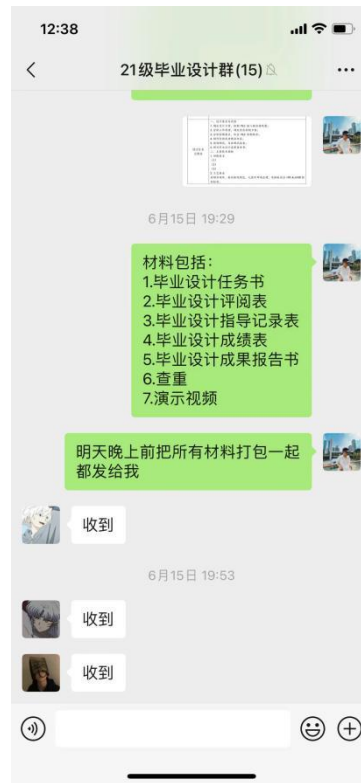 12:38
21级毕业设计群(15)
6月15日 19:29
材料包括：
1.毕业设计任务书
2.毕业设计评阅表
3.毕业设计指导记录表
4.毕业设计成绩表
5.毕业设计成果报告书
6.查重
7.演示视频
明天晚上前把所有材料打包一起
都发给我
收到
6月15日 19:53
收到
收到